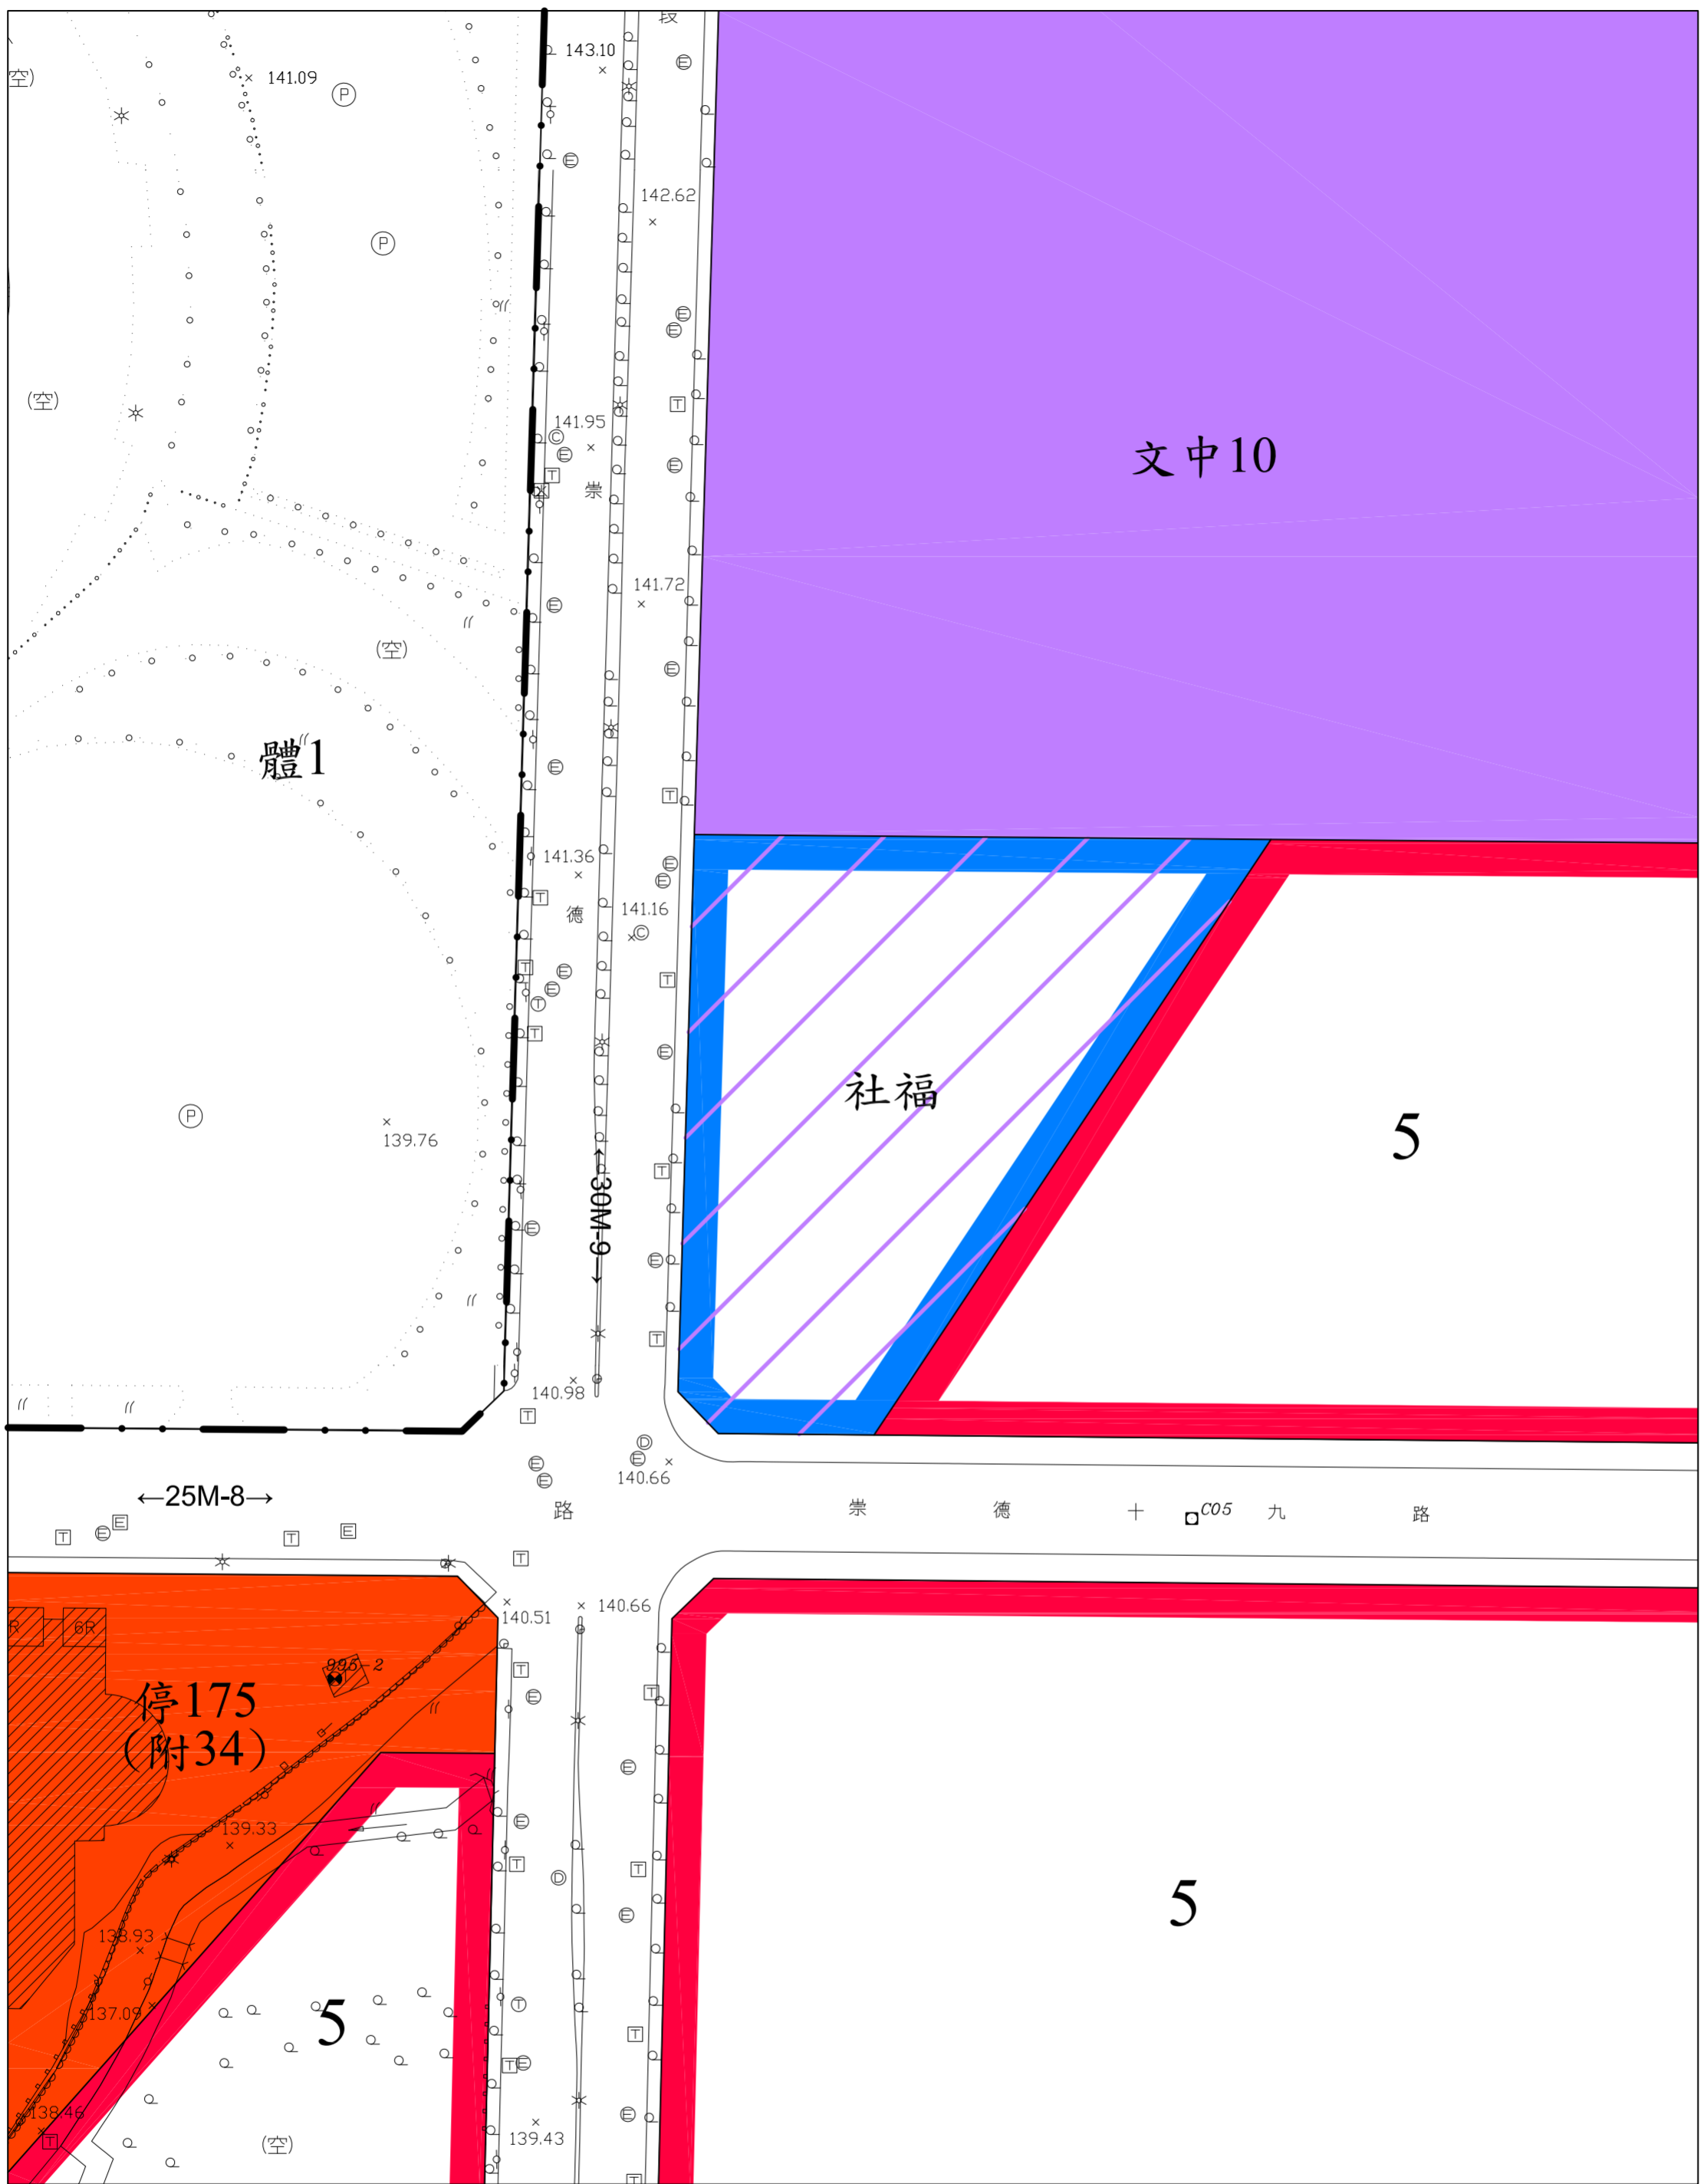 段
143.10
(空)
141.09
P
E
E
142.62
P
E
E
(空)
T
141.95
C
E
E
文中10
T
崇
141.72
E
(空)
E
體1
E
T
141.36
E
E
T
德
141.16
C
T
E
T
E
T
T
E
社福
P
139.76
5
T
←30M-9→
E
E
T
140.98
T
D
E
E
E
140.66
←25M-8→
路
崇 德 十 C05 九 路
T
E
E
T
E
T
140.51
140.66
R
6R
995-2
T
E
T
停175
(附34)
E
E
139.33
T
T
D
5
138.93
E
137.09
5
T
T
T
E
138.46
T
(空)
E
139.43
T